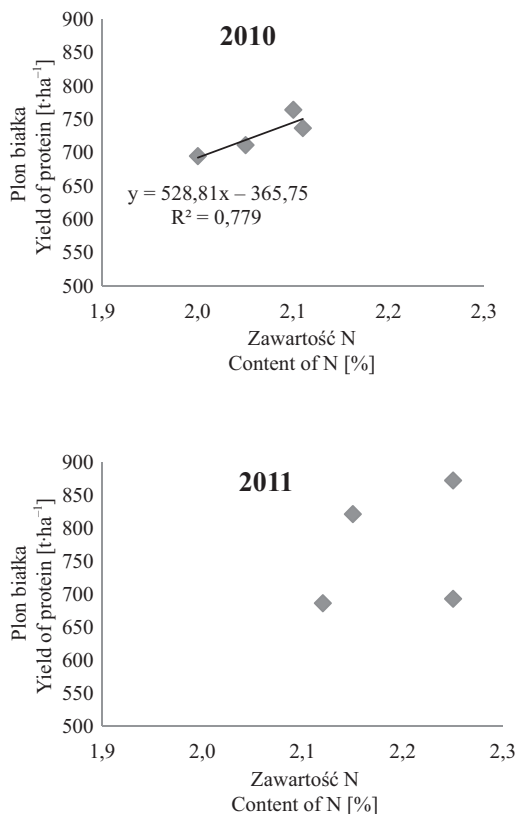 2010
Plon białka
Yield of protein [t·ha⁻¹]
900
850
800
750
700
650
600
550
500
y = 528,81x – 365,75
R² = 0,779
1,9 2,0 2,1 2,2 2,3
Zawartość N
Content of N [%]
2011
Plon białka
Yield of protein [t·ha⁻¹]
900
850
800
750
700
650
600
550
500
1,9 2,0 2,1 2,2 2,3
Zawartość N
Content of N [%]